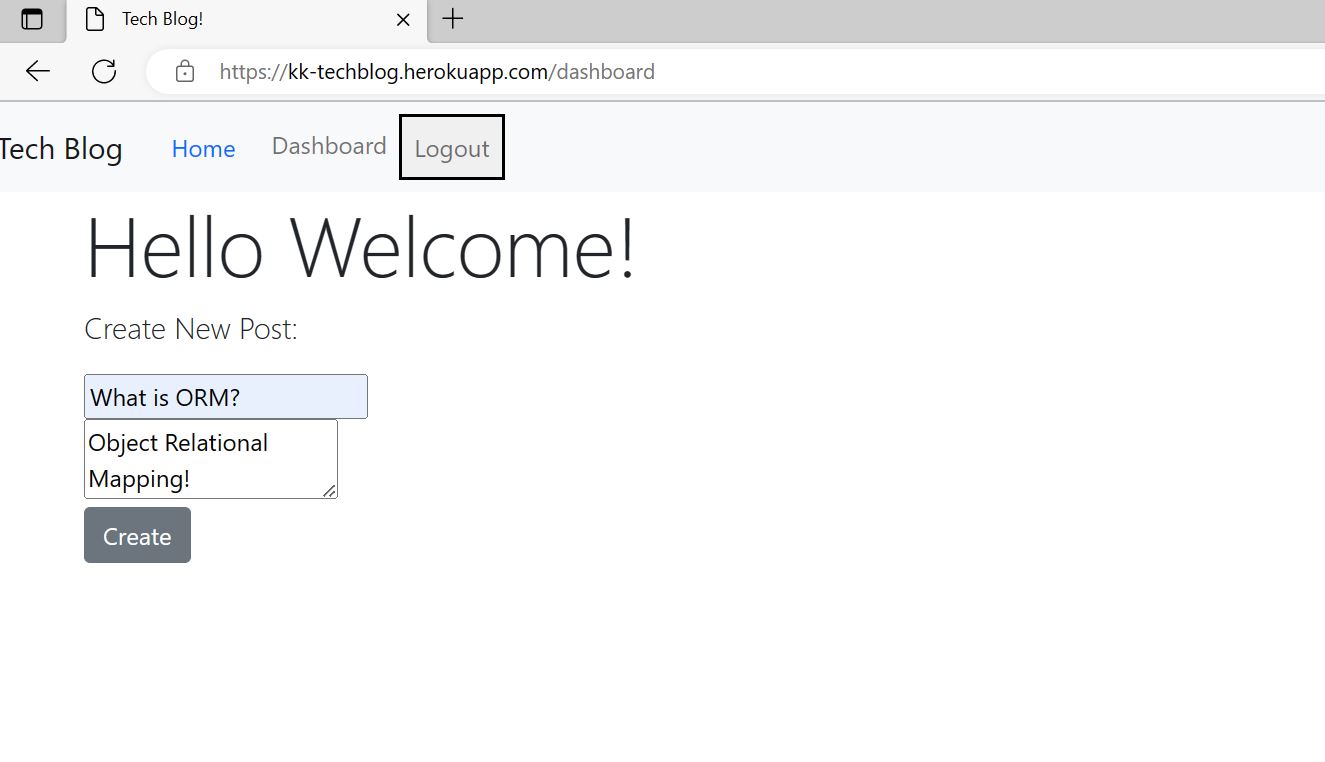 Tech Blog!
https://kk-techblog.herokuapp.com/dashboard
Tech Blog Home Dashboard Logout
Hello Welcome!
Create New Post:
What is ORM?
Object Relational
Mapping!
Create